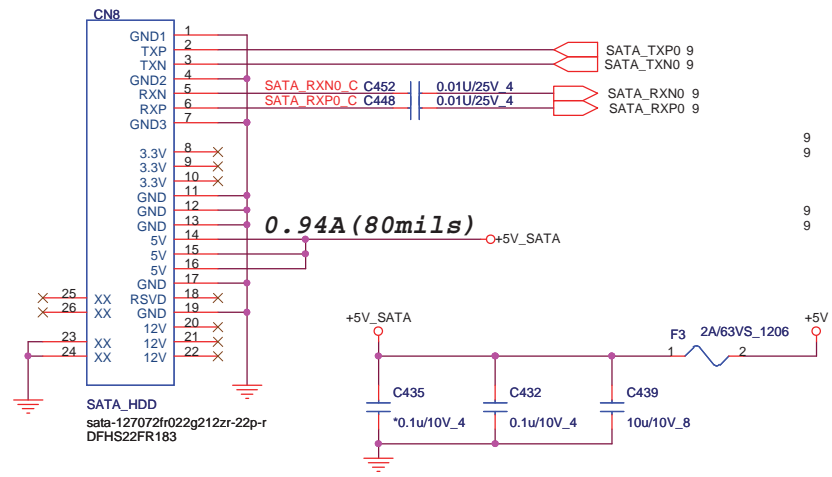 CN8
GND1 1
TXP 2 SATA_TXP0 9
TXN 3 SATA_TXN0 9
GND2 4
RXN 5 SATA_RXN0_C C452 0.01U/25V_4 SATA_RXN0 9
RXP 6 SATA_RXP0_C C448 0.01U/25V_4 SATA_RXP0 9
GND3 7
9
3.3V 8
9
3.3V 9
3.3V 10
GND 11
GND 12
9
GND 13
0.94A(80mils)
9
5V 14
+5V_SATA
5V 15
5V 16
GND 17
25 XX RSVD 18
26 XX GND 19
12V 20
23 XX 12V 21
24 XX 12V 22
+5V_SATA
+5V
F3 2A/63VS_1206
1 2
SATA_HDD
sata-127072fr022g212zr-22p-r
DFHS22FR183
C435 C432 C439
*0.1u/10V_4 0.1u/10V_4 10u/10V_8